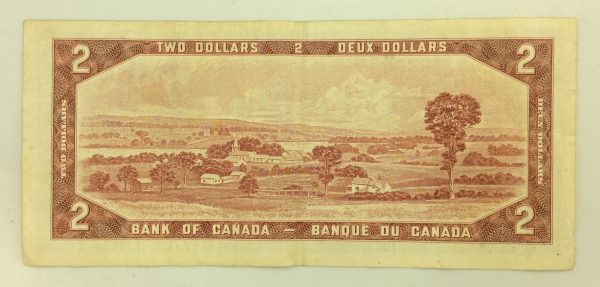 2 TWO DOLLARS 2 DEUX DOLLARS 2
TWO DOLLARS
DEUX DOLLARS
2 BANK OF CANADA — BANQUE DU CANADA 2